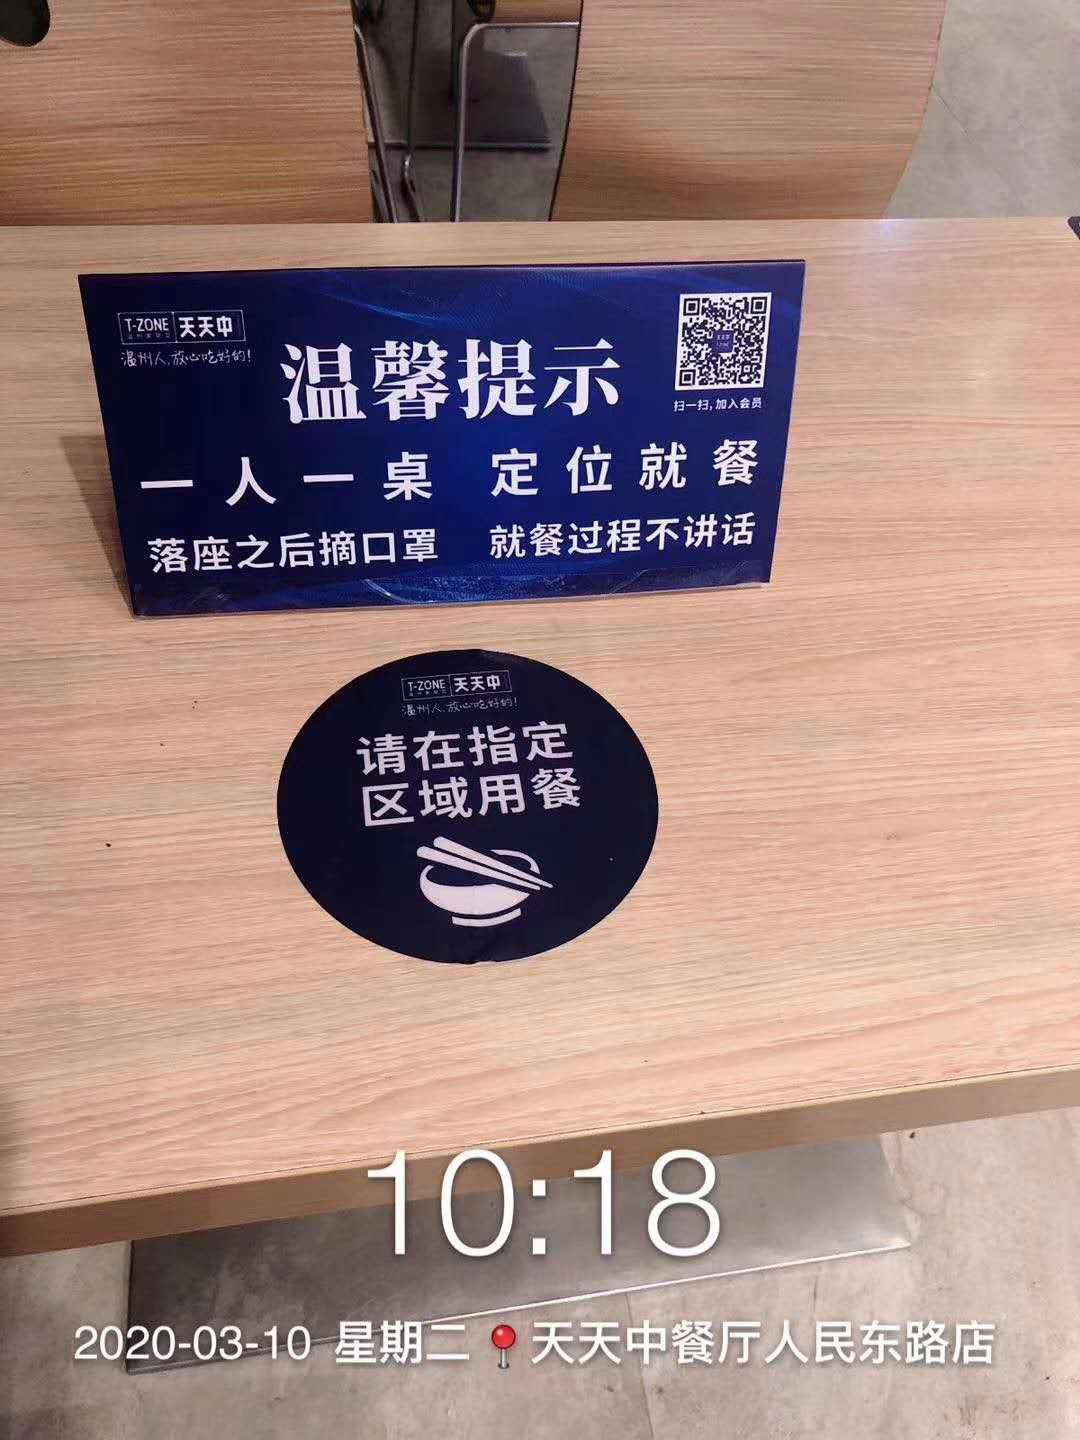 T-ZONE 天天中
温州人,放心吃好的!
温馨提示
扫一扫,加入会员
一人一桌 定位就餐
落座之后摘口罩 就餐过程不讲话
T-ZONE 天天中
温州人,放心吃好的!
请在指定
区域用餐
10:18
2020-03-10 星期二 天天中餐厅人民东路店